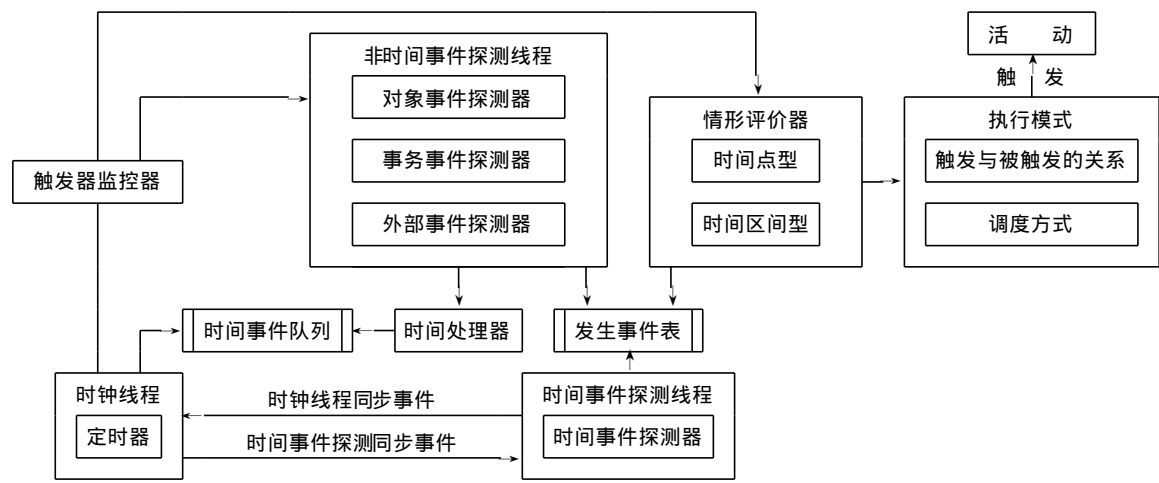 活 动
触 发
非时间事件探测线程
对象事件探测器
事务事件探测器
外部事件探测器
情形评价器
时间点型
时间区间型
执行模式
触发与被触发的关系
调度方式
触发器监控器
时间事件队列
时间处理器
发生事件表
时钟线程
定时器
时钟线程同步事件
时间事件探测同步事件
时间事件探测线程
时间事件探测器